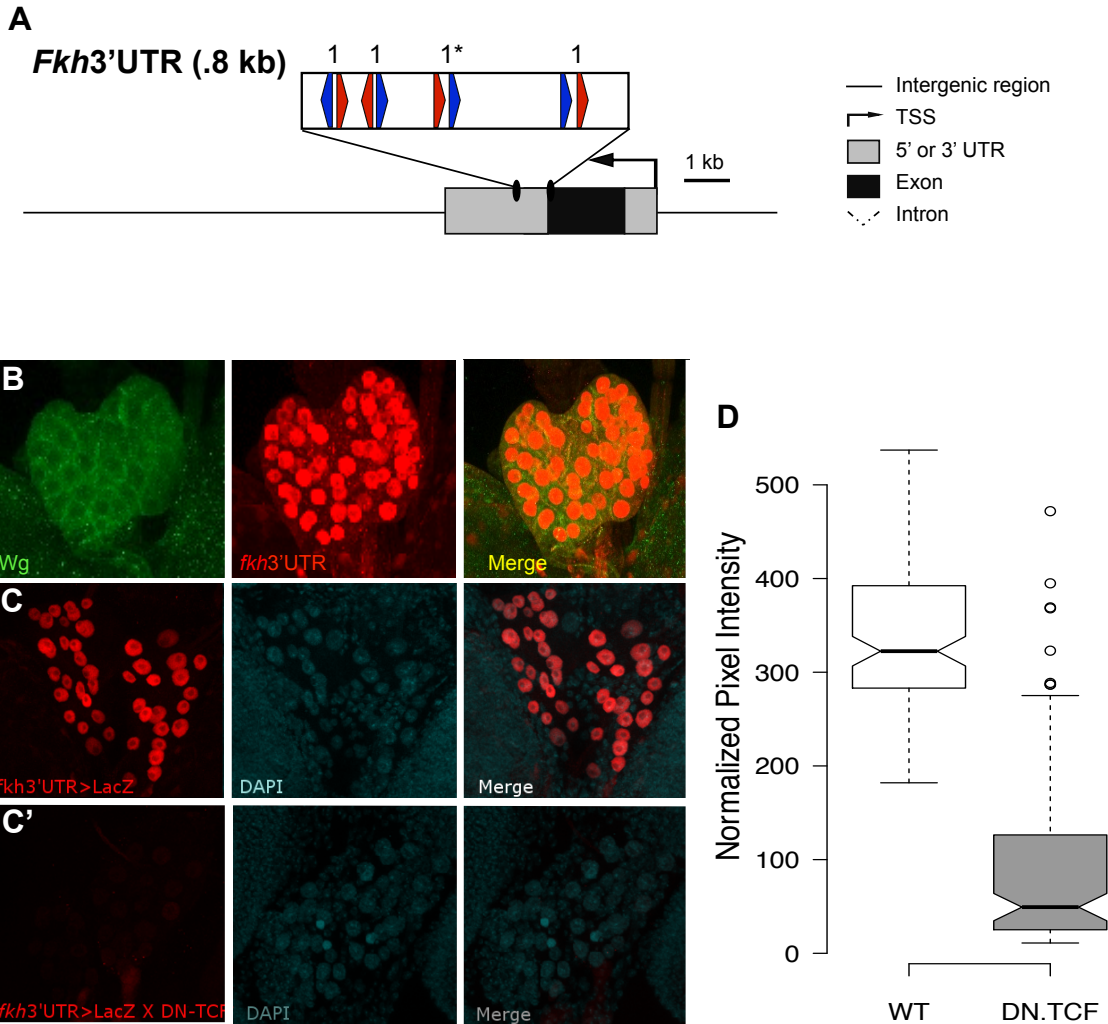 A
Fkh3’UTR (.8 kb)
1 1 1* 1
1 kb
Intergenic region
TSS
5’ or 3’ UTR
Exon
Intron
B
Wg
fkh3’UTR
Merge
C
fkh3'UTR>LacZ
DAPI
Merge
C’
fkh3'UTR>LacZ X DN-TCF
DAPI
Merge
D
Normalized Pixel Intensity
500
400
300
200
100
0
WT DN.TCF